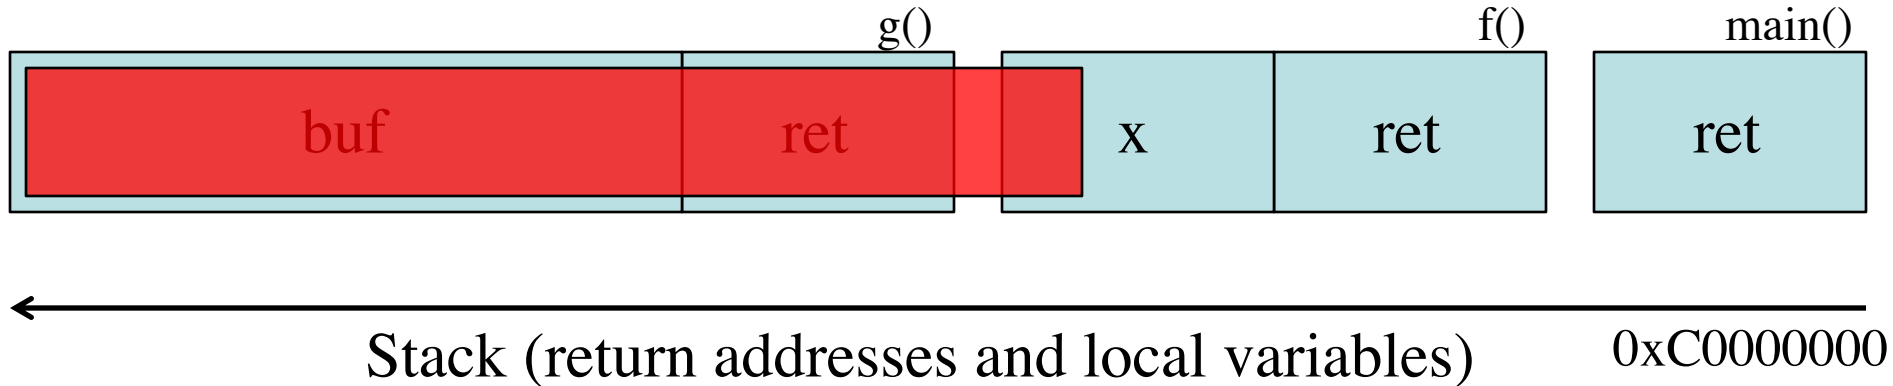 g() f() main()
buf ret x ret ret
Stack (return addresses and local variables) 0xC0000000